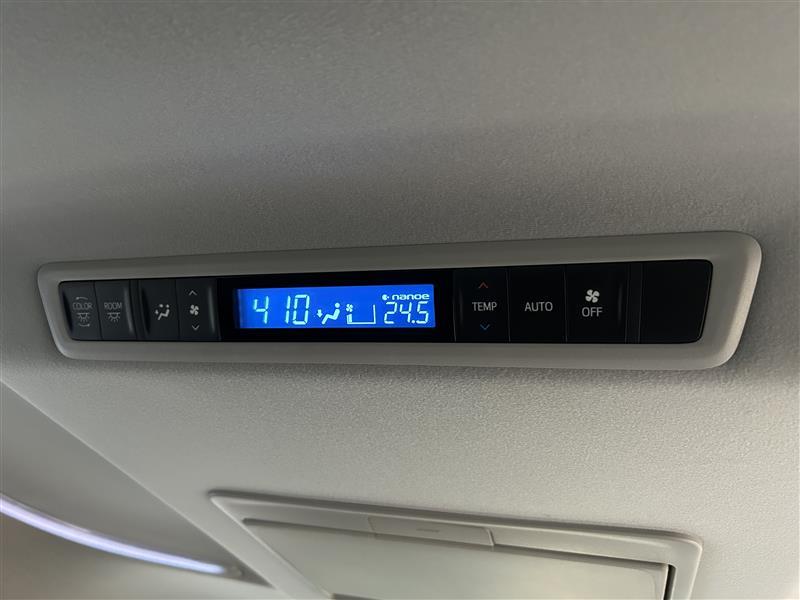 COLOR
ROOM
4 10
nanoe
24.5
TEMP
AUTO
OFF